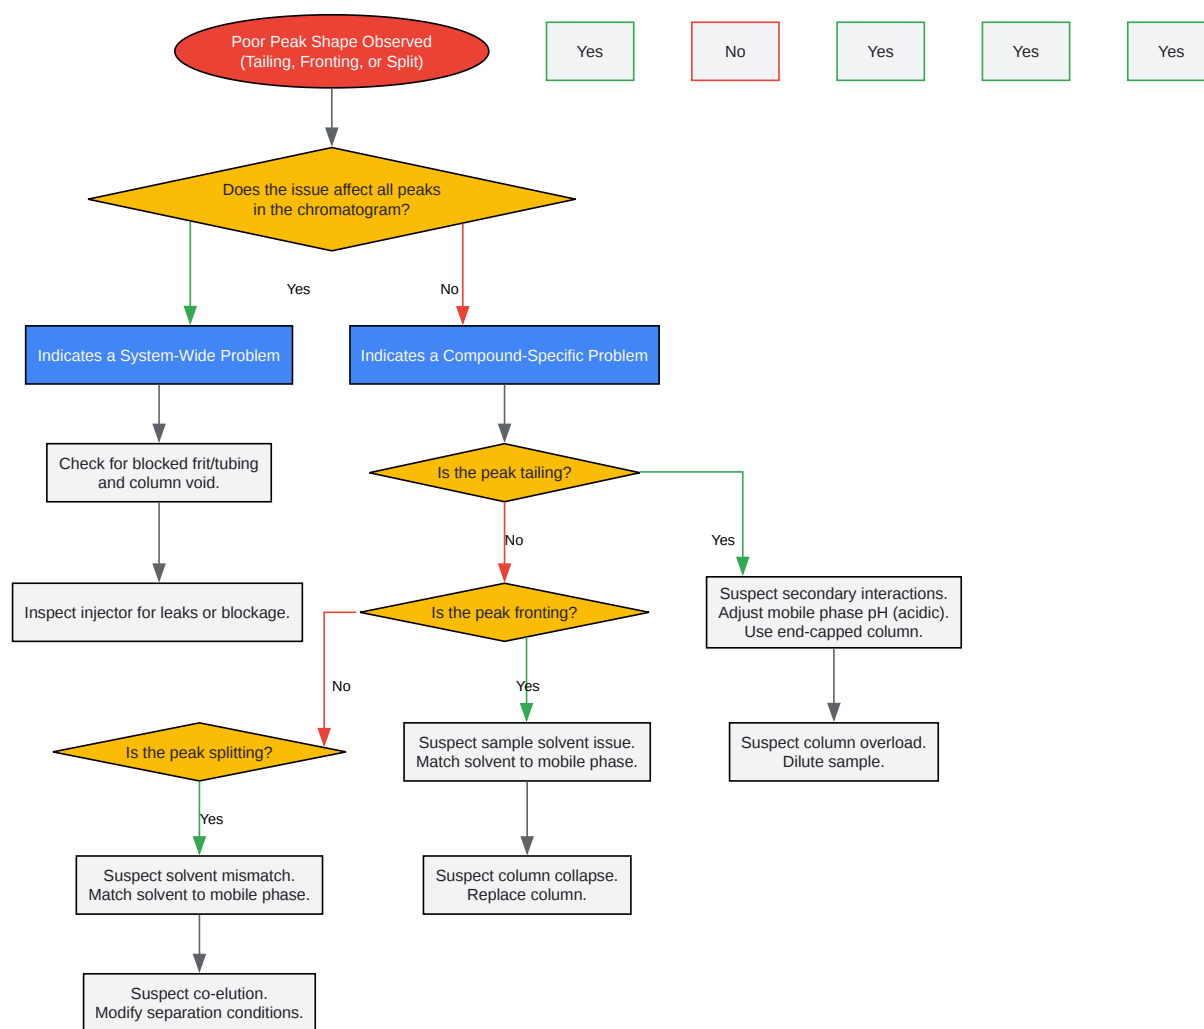 Poor Peak Shape Observed
(Tailing, Fronting, or Split)
Yes
No
Yes
Yes
Yes
Does the issue affect all peaks
in the chromatogram?
Yes
No
Indicates a System-Wide Problem
Indicates a Compound-Specific Problem
Check for blocked frit/tubing
and column void.
Is the peak tailing?
No
Yes
Inspect injector for leaks or blockage.
Is the peak fronting?
Suspect secondary interactions.
Adjust mobile phase pH (acidic).
Use end-capped column.
No
Yes
Is the peak splitting?
Suspect sample solvent issue.
Match solvent to mobile phase.
Suspect column overload.
Dilute sample.
Yes
Suspect solvent mismatch.
Match solvent to mobile phase.
Suspect column collapse.
Replace column.
Suspect co-elution.
Modify separation conditions.